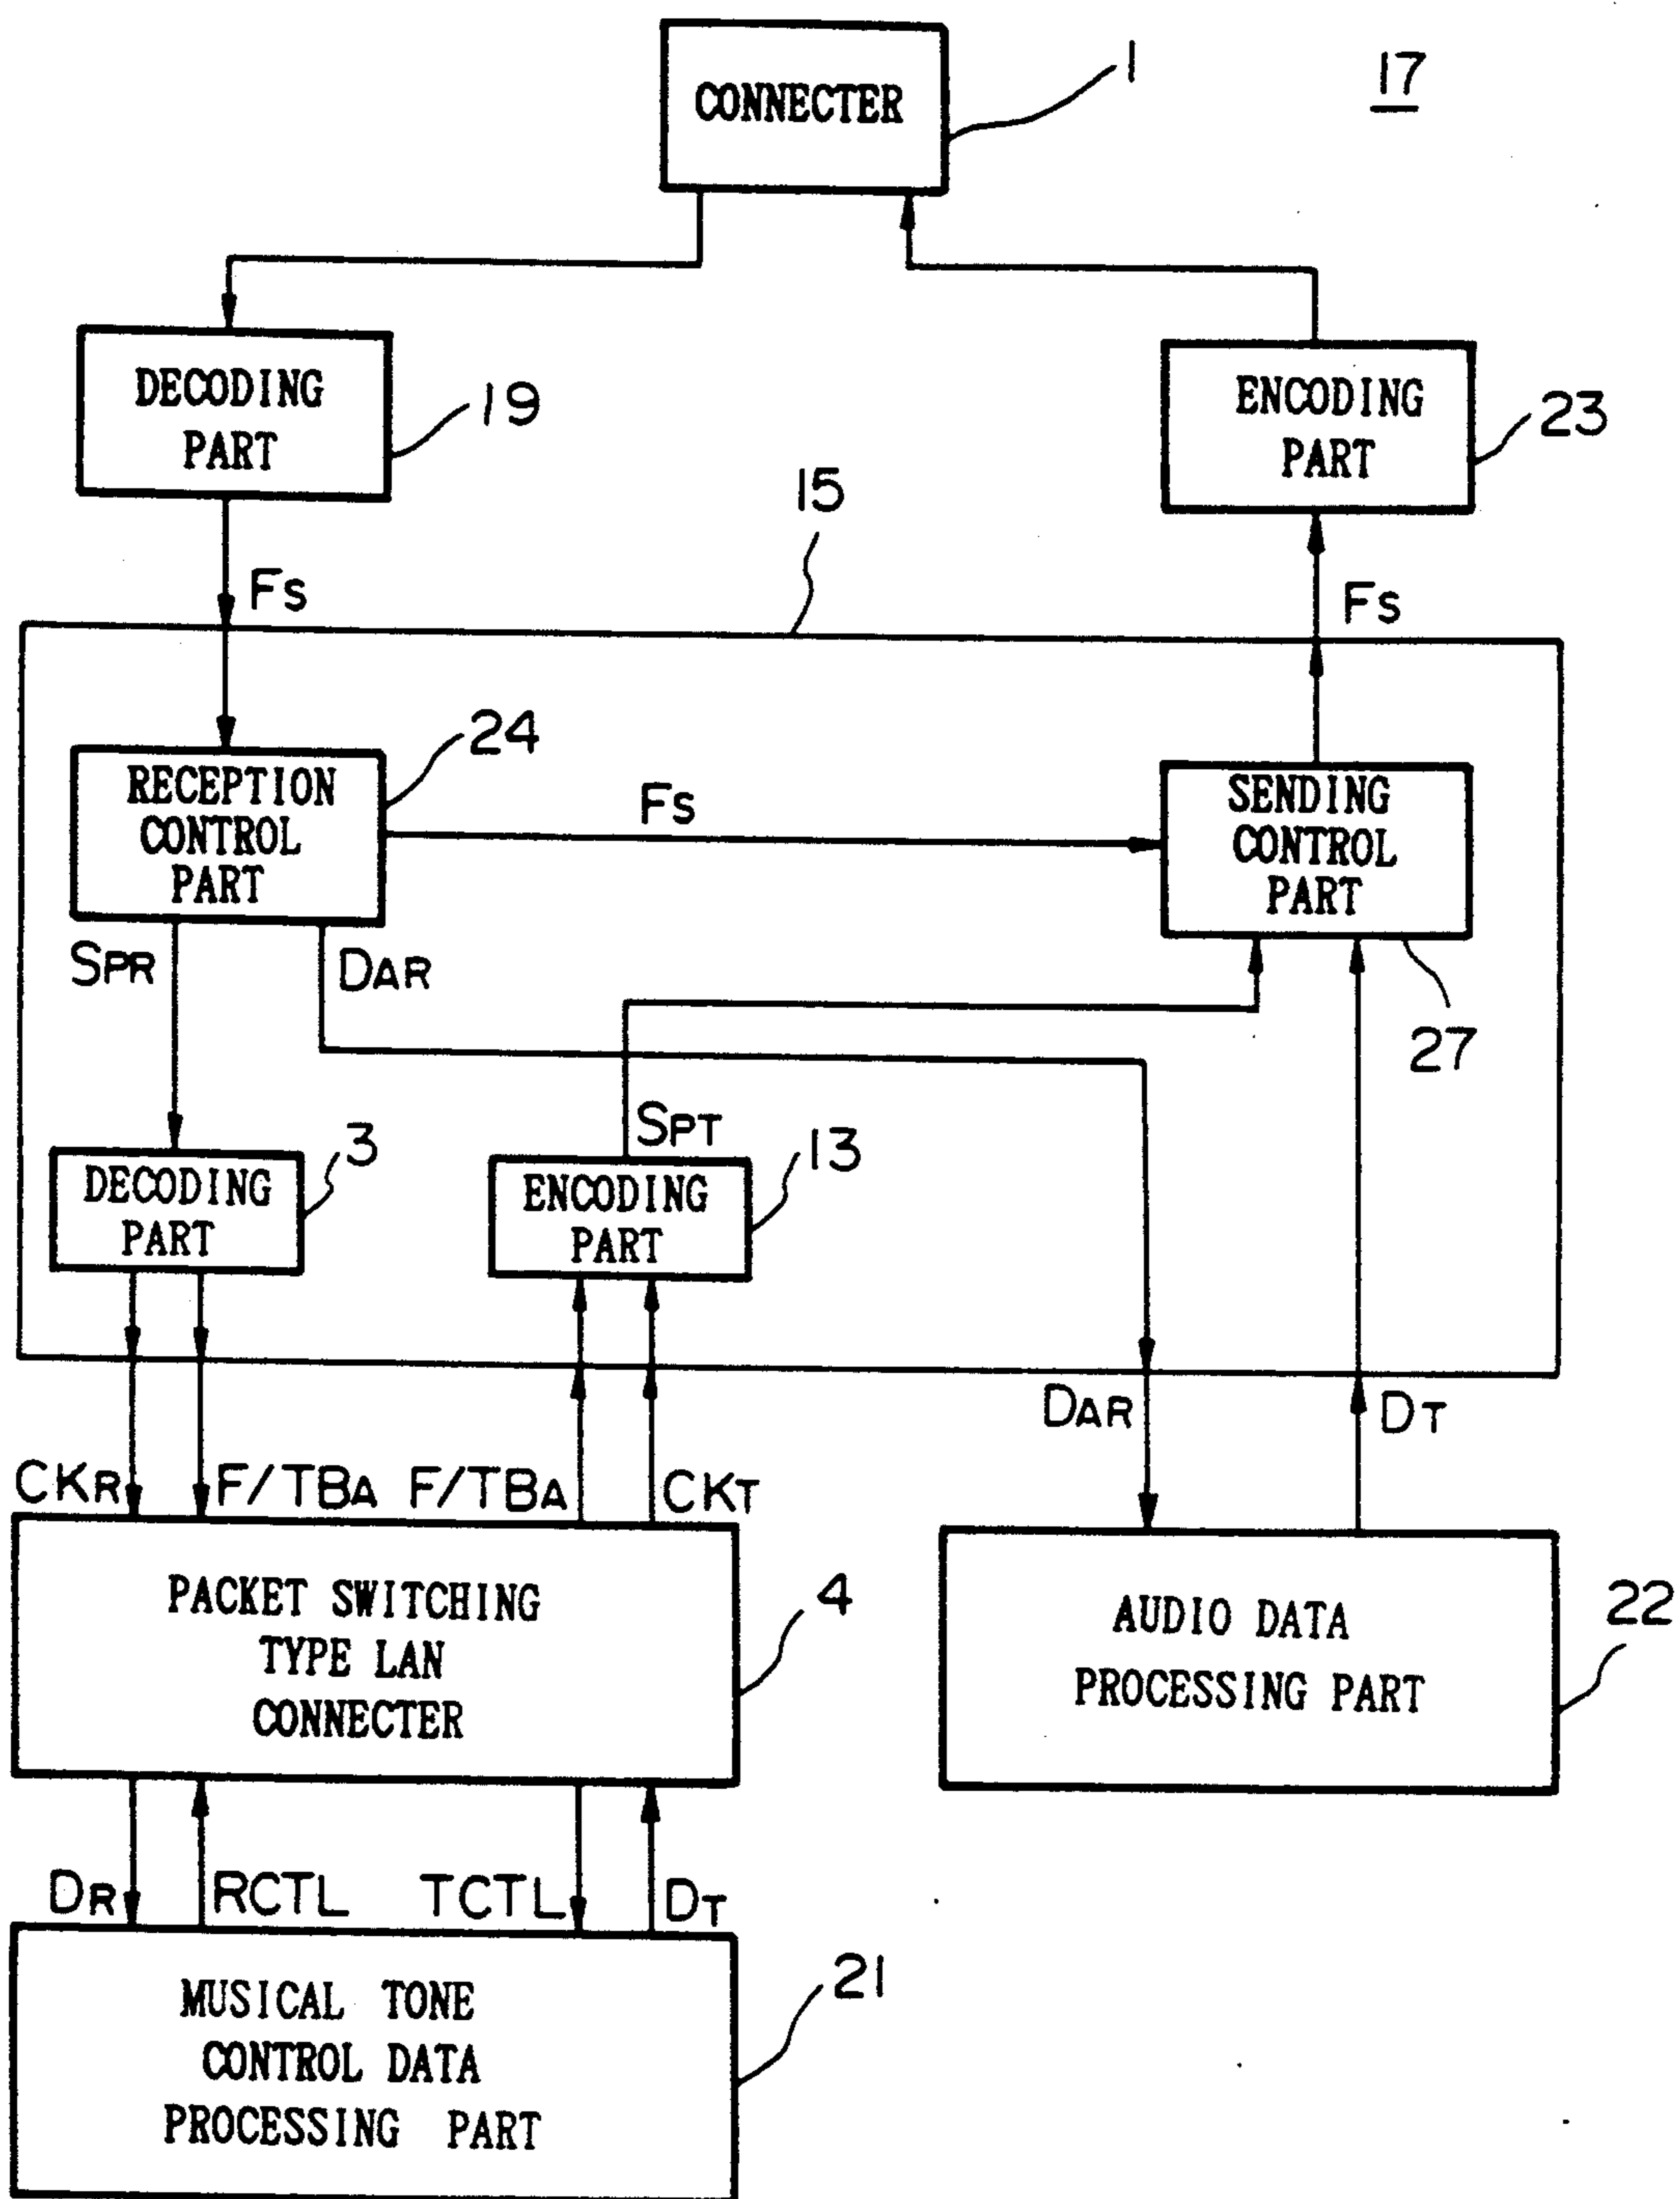 CONNECTER
1
17
DECODING
PART
19
ENCODING
PART
23
15
Fs
Fs
RECEPTION
CONTROL
PART
24
Fs
SENDING
CONTROL
PART
27
SPR
DAR
SPT
DECODING
PART
3
ENCODING
PART
13
DAR
DT
CKR
F/TBA
F/TBA
CKT
PACKET SWITCHING
TYPE LAN
CONNECTER
4
AUDIO DATA
PROCESSING PART
22
DR
RCTL
TCTL
DT
MUSICAL TONE
CONTROL DATA
PROCESSING PART
21